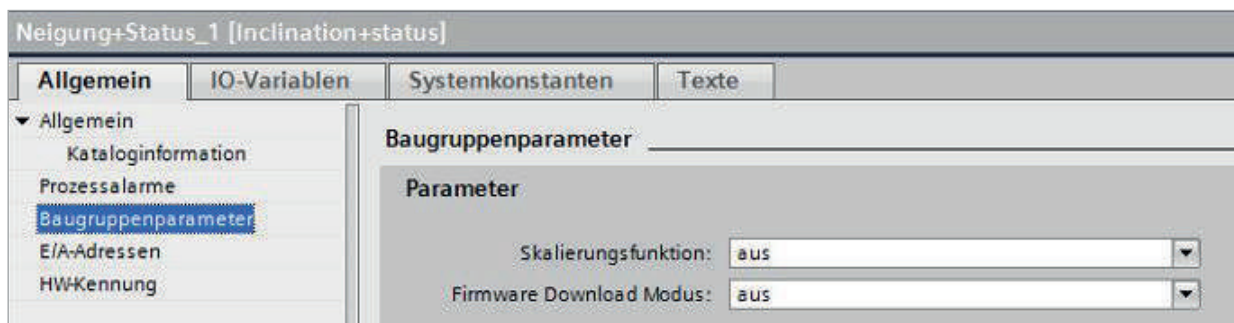 Neigung+Status_1 [Inclination+status]
Allgemein IO-Variablen Systemkonstanten Texte
Allgemein
Kataloginformation
Prozessalarme
Baugruppenparameter
E/A-Adressen
HW-Kennung
Baugruppenparameter
Parameter
Skalierungsfunktion: aus
Firmware Download Modus: aus